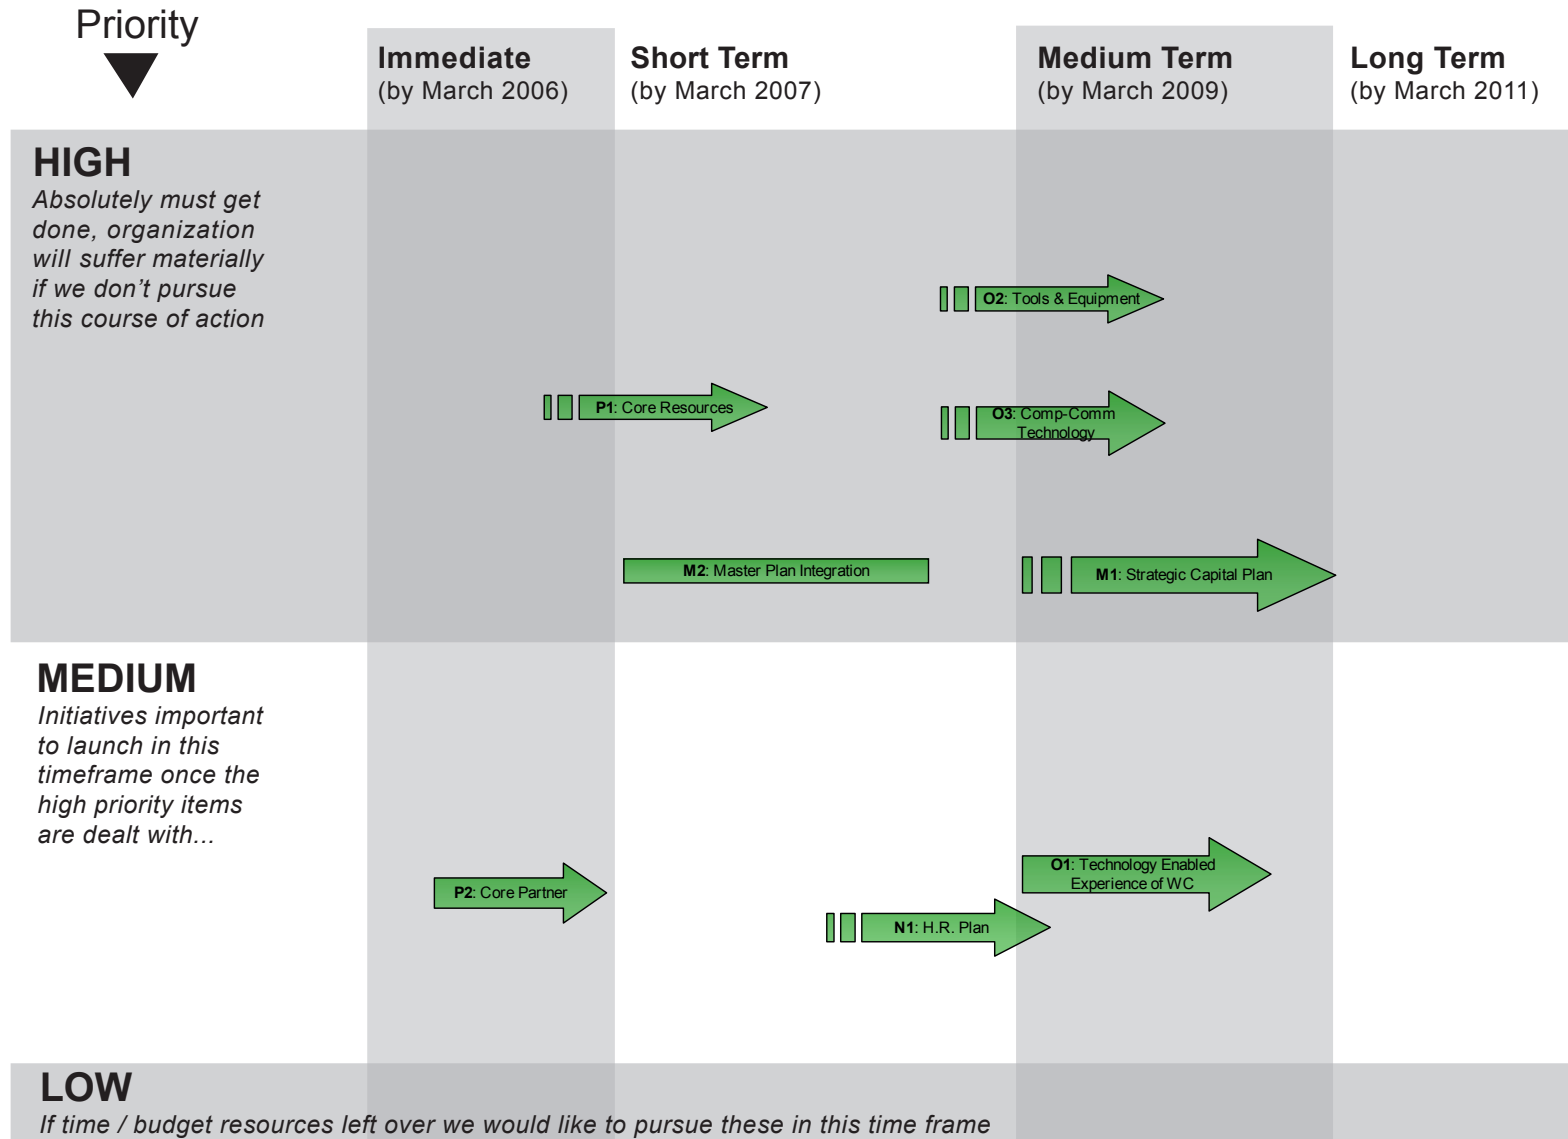 Priority
Immediate
(by March 2006)
Short Term
(by March 2007)
Medium Term
(by March 2009)
Long Term
(by March 2011)
HIGH
Absolutely must get
done, organization
will suffer materially
if we don’t pursue
this course of action
O2: Tools & Equipment
P1: Core Resources
O3: Comp-Comm
Technology
M2: Master Plan Integration
M1: Strategic Capital Plan
MEDIUM
Initiatives important
to launch in this
timeframe once the
high priority items
are dealt with...
O1: Technology Enabled
Experience of WC
P2: Core Partner
N1: H.R. Plan
LOW
If time / budget resources left over we would like to pursue these in this time frame